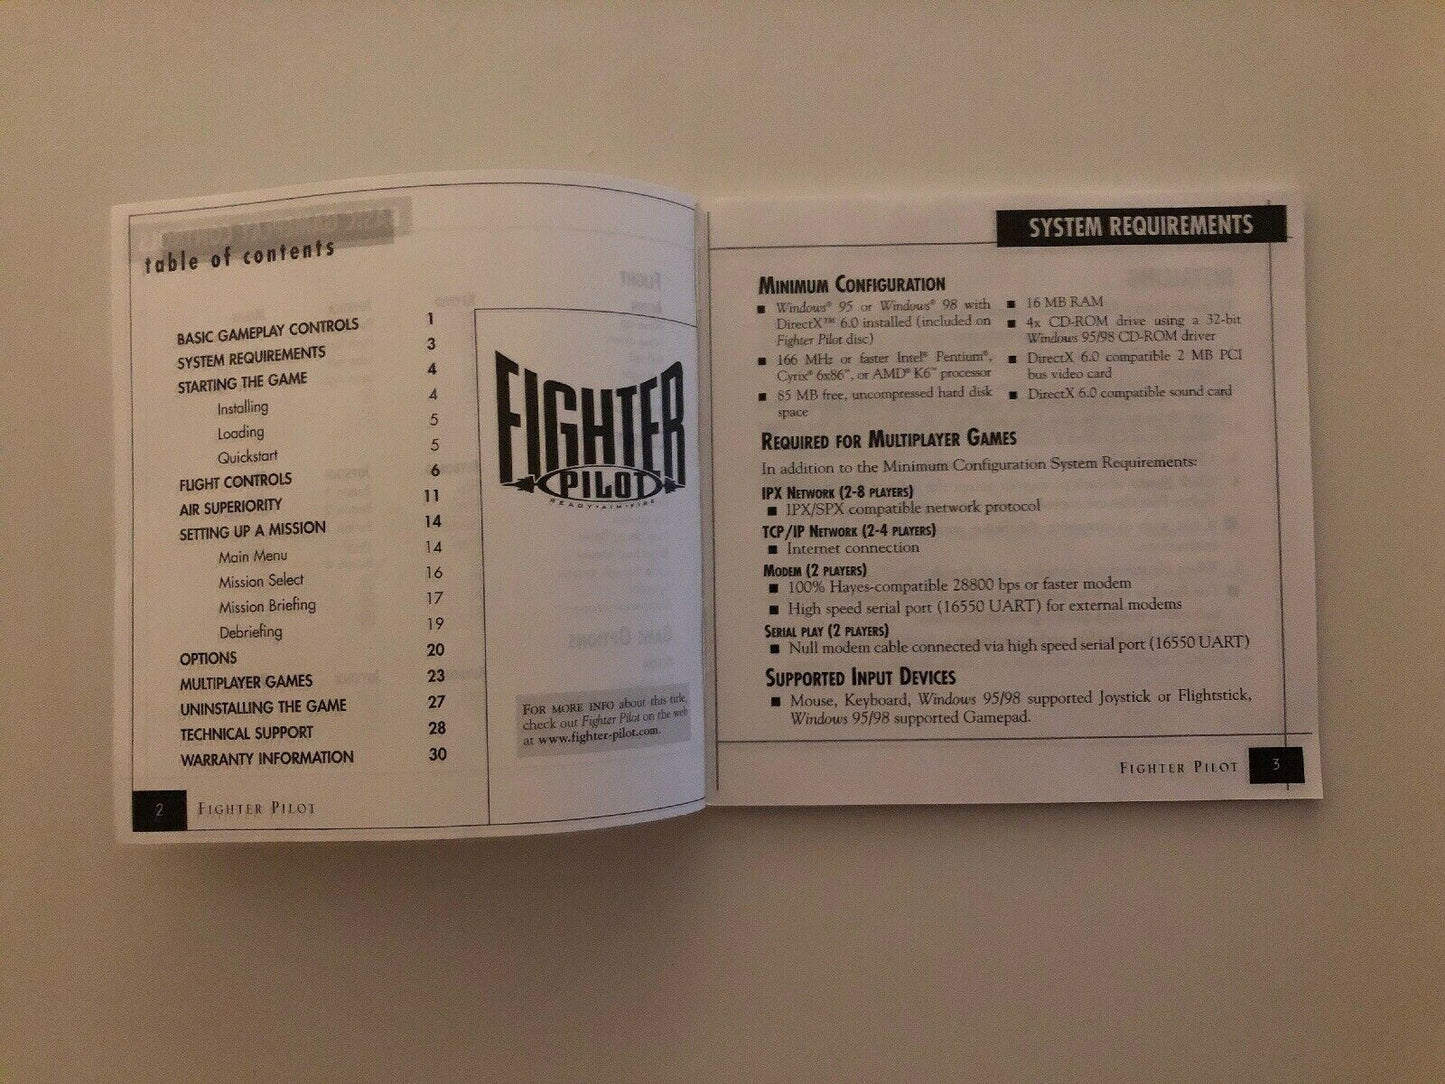 table of contents
BASIC GAMEPLAY CONTROLS 1
SYSTEM REQUIREMENTS 3
STARTING THE GAME 4
Installing 4
Loading 5
Quickstart 5
FLIGHT CONTROLS 6
AIR SUPERIORITY 11
SETTING UP A MISSION 14
Main Menu 14
Mission Select 16
Mission Briefing 17
Debriefing 19
OPTIONS 20
MULTIPLAYER GAMES 23
UNINSTALLING THE GAME 27
TECHNICAL SUPPORT 28
WARRANTY INFORMATION 30
FIGHTER
PILOT
READY•AIM•FIRE
FOR MORE INFO about this title,
check out Fighter Pilot on the web
at www.fighter-pilot.com.
2 FIGHTER PILOT
SYSTEM REQUIREMENTS
MINIMUM CONFIGURATION
■ Windows® 95 or Windows® 98 with
DirectX™ 6.0 installed (included on
Fighter Pilot disc)
■ 166 MHz or faster Intel® Pentium®,
Cyrix® 6x86™, or AMD® K6™ processor
■ 85 MB free, uncompressed hard disk
space
■ 16 MB RAM
■ 4x CD-ROM drive using a 32-bit
Windows 95/98 CD-ROM driver
■ DirectX 6.0 compatible 2 MB PCI
bus video card
■ DirectX 6.0 compatible sound card
REQUIRED FOR MULTIPLAYER GAMES
In addition to the Minimum Configuration System Requirements:
IPX NETWORK (2-8 PLAYERS)
■ IPX/SPX compatible network protocol
TCP/IP NETWORK (2-4 PLAYERS)
■ Internet connection
MODEM (2 PLAYERS)
■ 100% Hayes-compatible 28800 bps or faster modem
■ High speed serial port (16550 UART) for external modems
SERIAL PLAY (2 PLAYERS)
■ Null modem cable connected via high speed serial port (16550 UART)
SUPPORTED INPUT DEVICES
■ Mouse, Keyboard, Windows 95/98 supported Joystick or Flightstick,
Windows 95/98 supported Gamepad.
FIGHTER PILOT 3